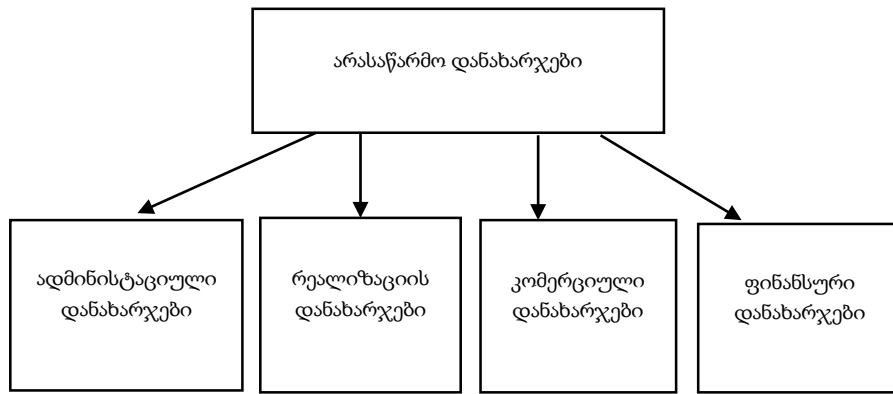 არასაწარმო დანახარჯები
ადმინისტაციული
დანახარჯები
რეალიზაციის
დანახარჯები
კომერციული
დანახარჯები
ფინანსური
დანახარჯები